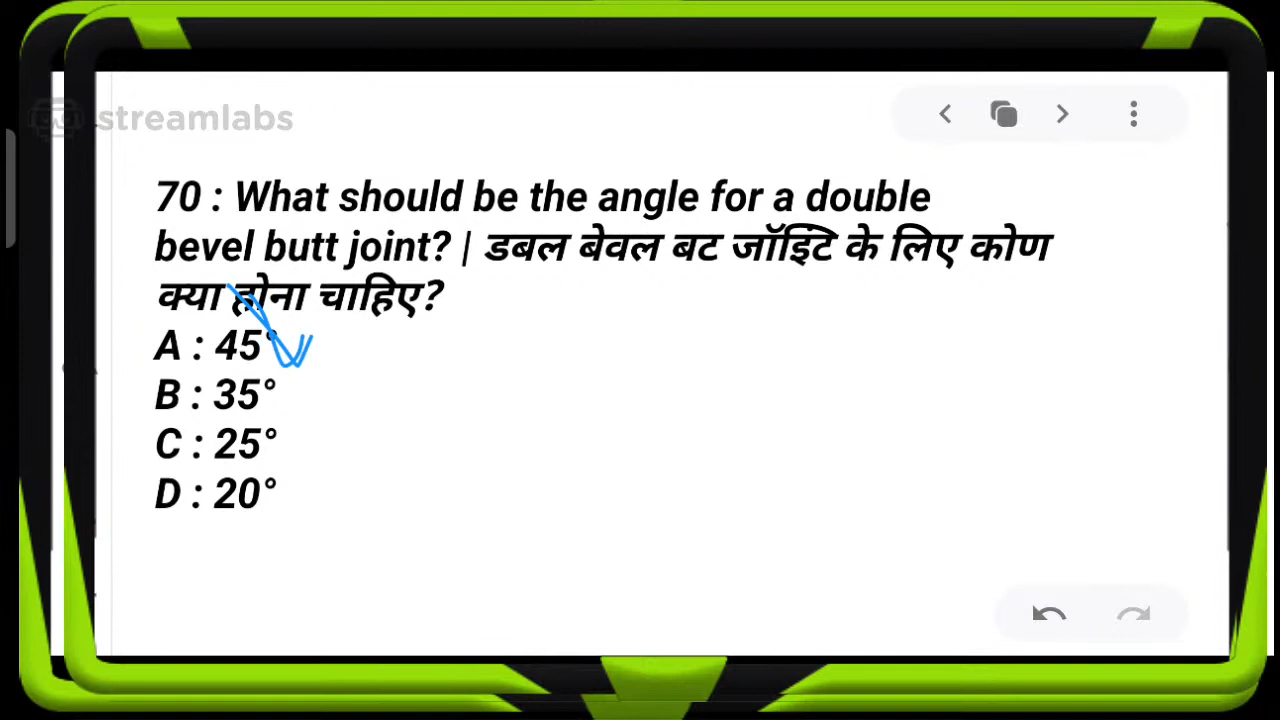 streamlabs
70 : What should be the angle for a double
bevel butt joint? | डबल बेवल बट जॉइंट के लिए कोण
क्या होना चाहिए?
A : 45°
B : 35°
C : 25°
D : 20°